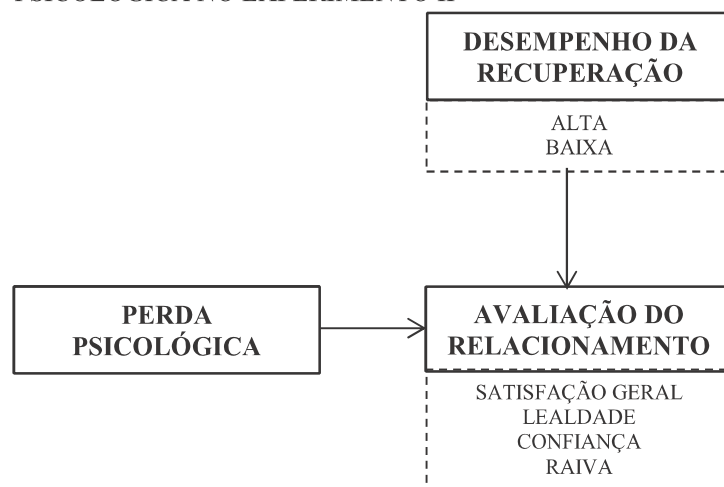 DESEMPENHO DA
RECUPERAÇÃO
ALTA
BAIXA
PERDA
PSICOLÓGICA
AVALIAÇÃO DO
RELACIONAMENTO
SATISFAÇÃO GERAL
LEALDADE
CONFIANÇA
RAIVA